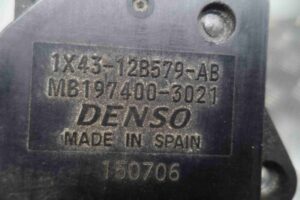 1X43-12B579-AB
MB197400-3021
DENSO
MADE IN SPAIN
150706